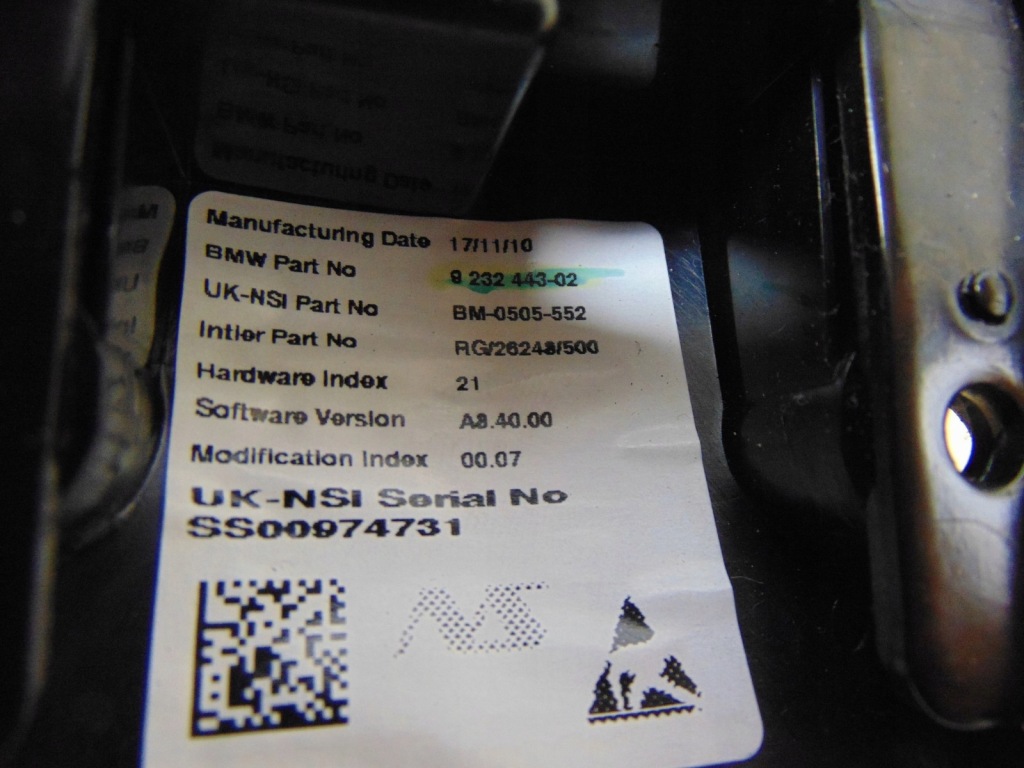 Manufacturing Date 17/11/10
BMW Part No 9 232 443-02
UK-NSI Part No BM-0505-552
Intier Part No RG/26248/500
Hardware Index 21
Software Version A8.40.00
Modification Index 00.07
UK-NSI Serial No
SS00974731
NS